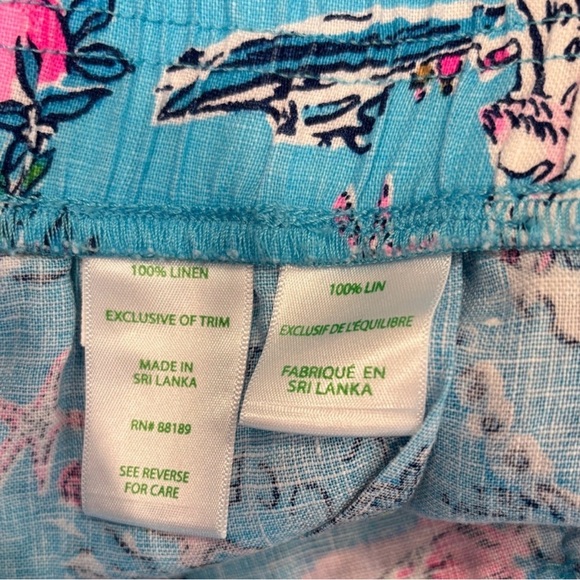 100% LINEN
EXCLUSIVE OF TRIM
MADE IN
SRI LANKA
RN# 88189
SEE REVERSE
FOR CARE
100% LIN
EXCLUSIF DE L'ÉQUILIBRE
FABRIQUÉ EN
SRI LANKA